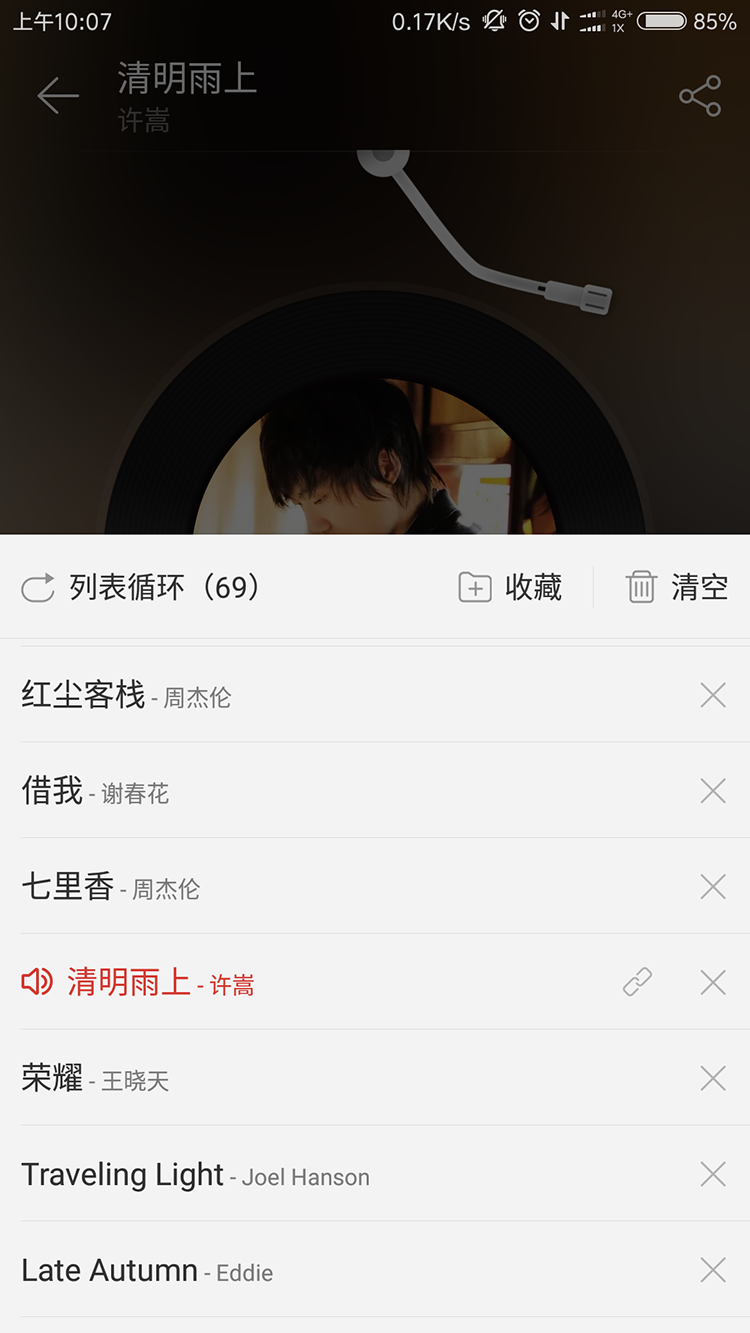 上午10:07 0.17K/s 4G+ 1X 85%
清明雨上
许嵩
列表循环（69） 收藏 清空
红尘客栈 - 周杰伦
借我 - 谢春花
七里香 - 周杰伦
清明雨上 - 许嵩
荣耀 - 王晓天
Traveling Light - Joel Hanson
Late Autumn - Eddie